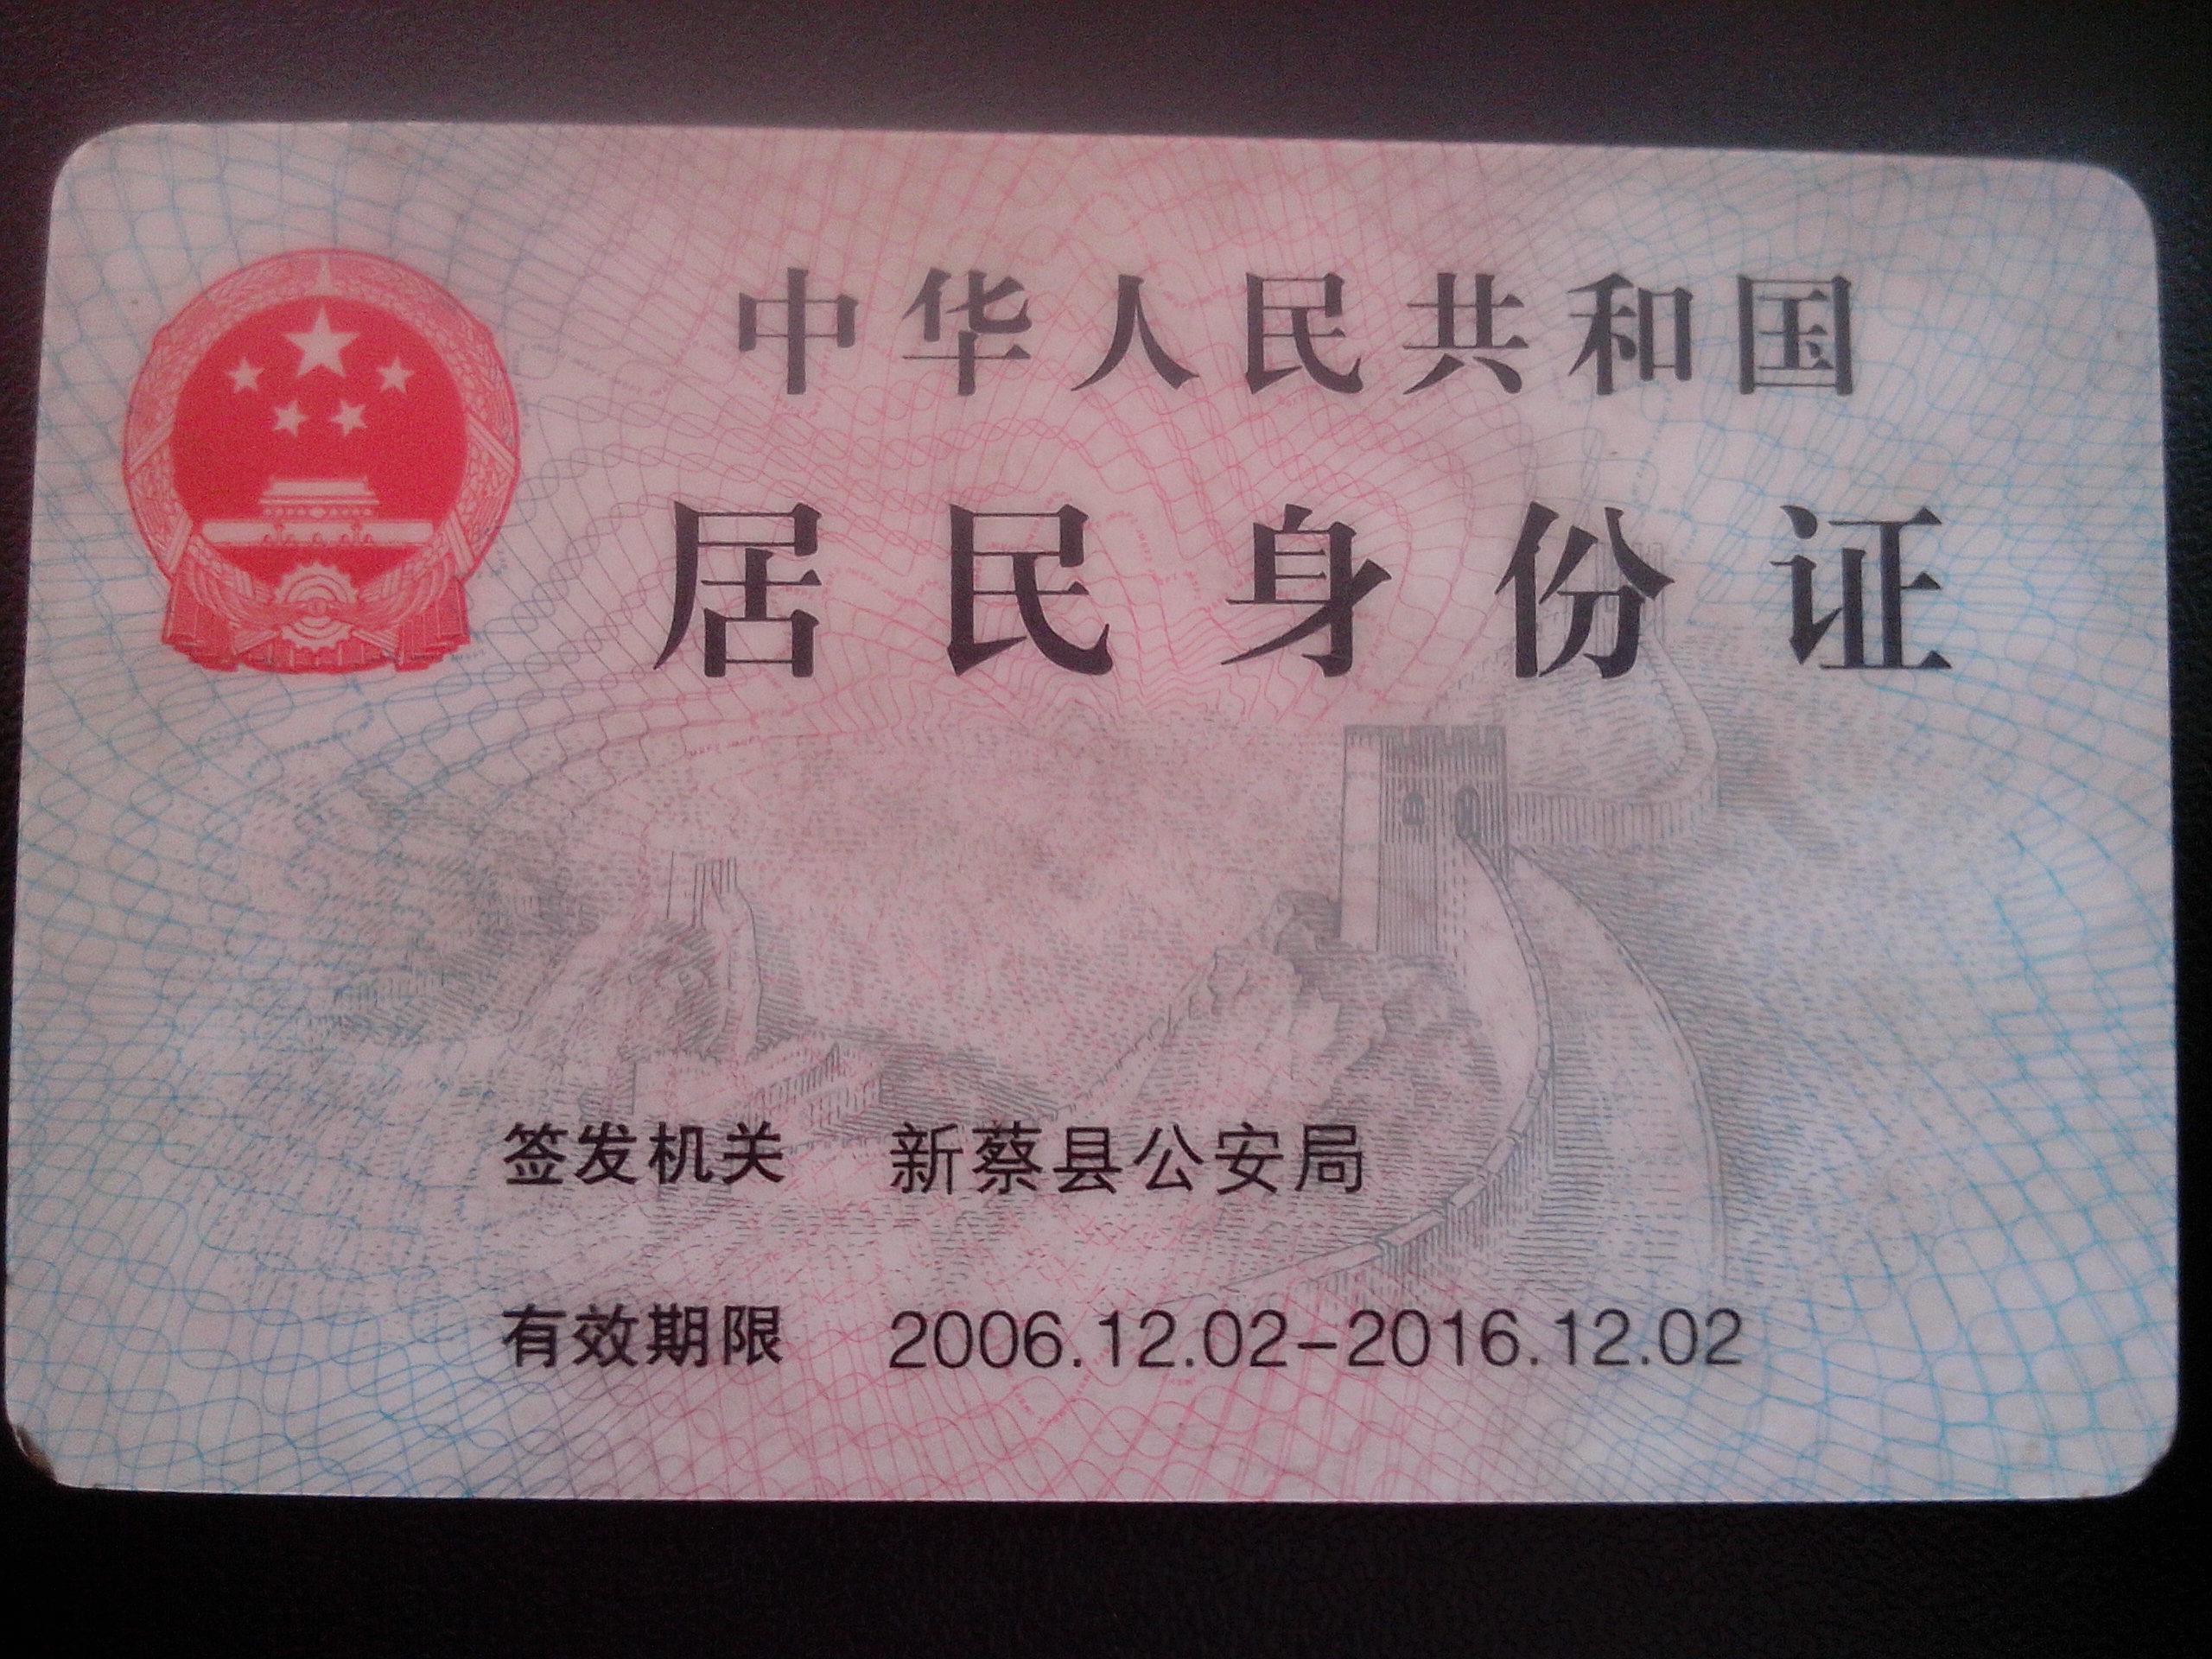 中华人民共和国
居民身份证
签发机关 新蔡县公安局
有效期限 2006.12.02-2016.12.02